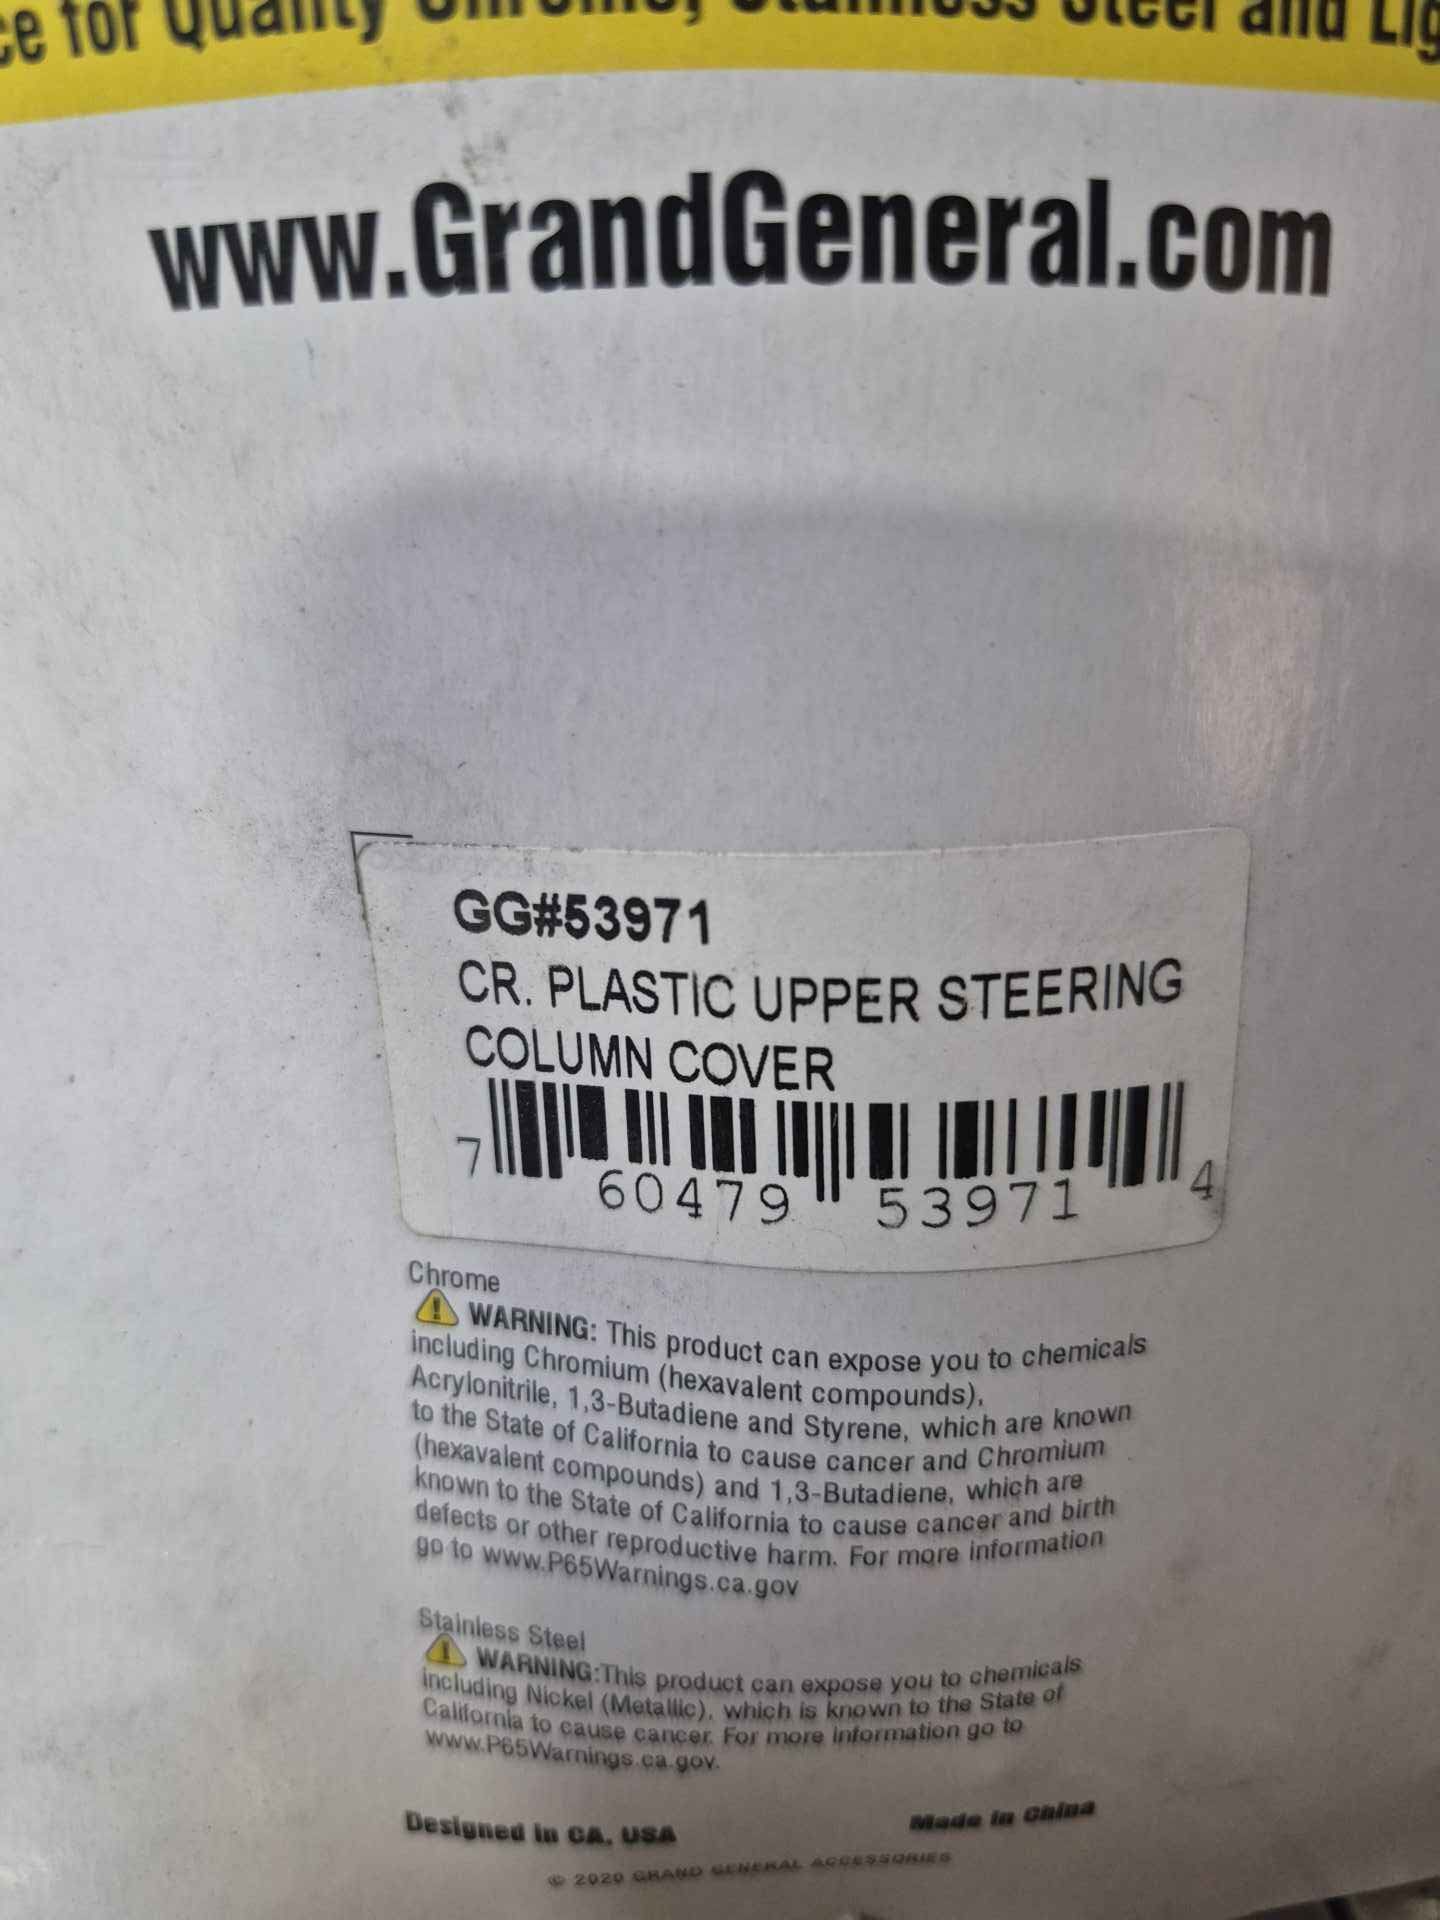 for Quality Chrome, Stainless Steel and
www.GrandGeneral.com
GG#53971
CR. PLASTIC UPPER STEERING
COLUMN COVER
7 60479 53971 4
Chrome
WARNING: This product can expose you to chemicals
including Chromium (hexavalent compounds),
Acrylonitrile, 1,3-Butadiene and Styrene, which are known
to the State of California to cause cancer and Chromium
(hexavalent compounds) and 1,3-Butadiene, which are
known to the State of California to cause cancer and birth
defects or other reproductive harm. For more information
go to www.P65Warnings.ca.gov
Stainless Steel
WARNING:This product can expose you to chemicals
including Nickel (Metallic), which is known to the State of
California to cause cancer. For more information go to
www.P65Warnings.ca.gov.
Designed in CA, USA Made in China
© 2020 GRAND GENERAL ACCESSORIES